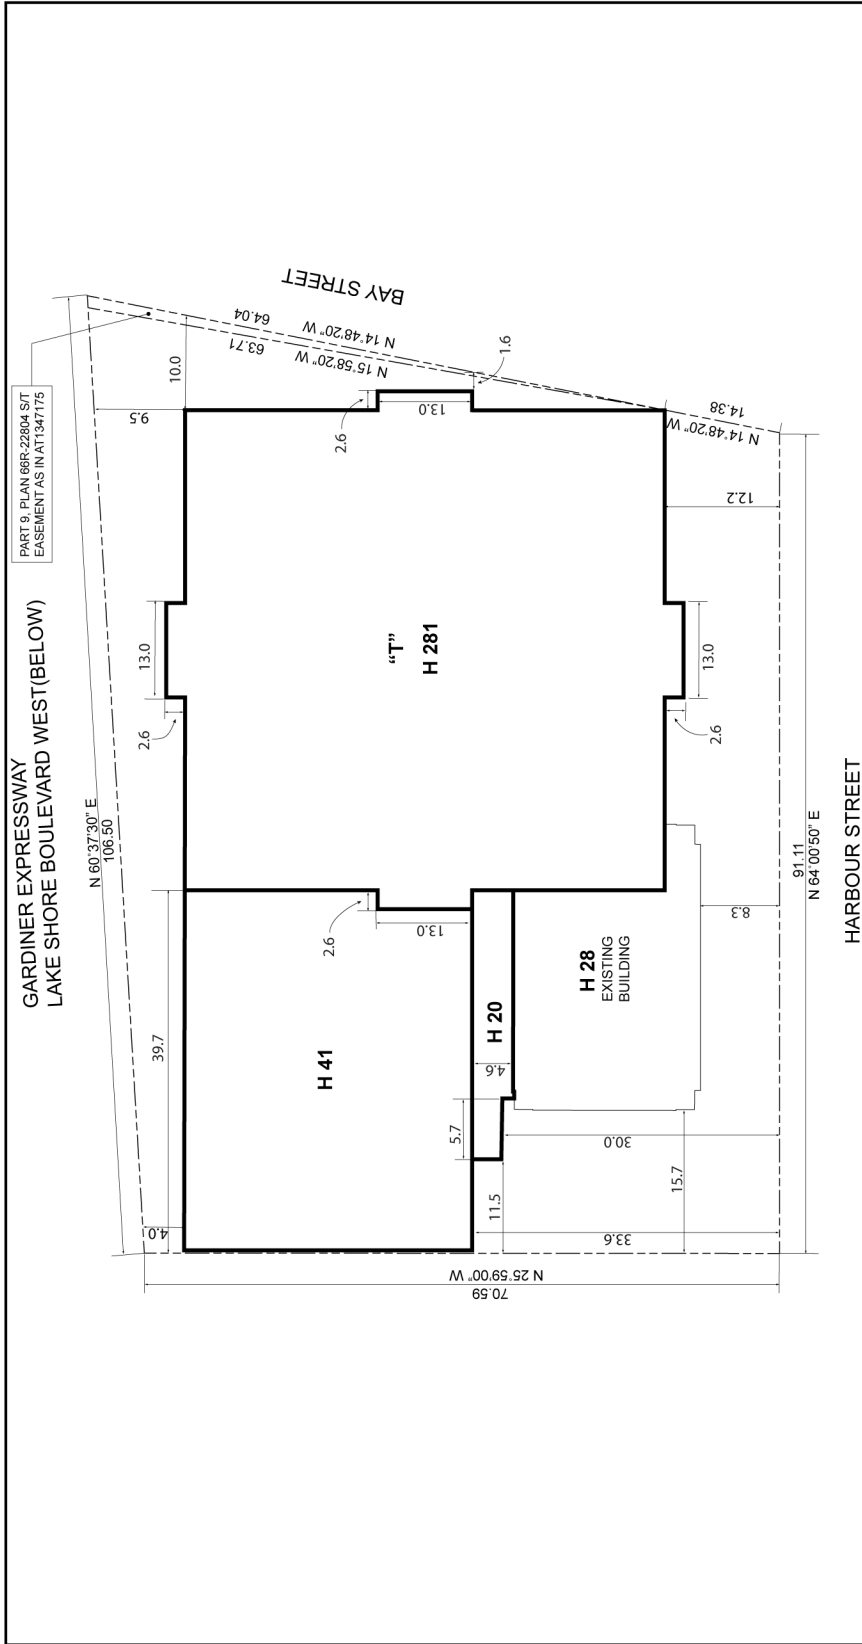 GARDINER EXPRESSWAY
LAKE SHORE BOULEVARD WEST(BELOW)
PART 9, PLAN 66R-22804 S/T
EASEMENT AS IN AT1347175
N 60°37'30" E
106.50
BAY STREET
64.04
N 14°48'20" W
63.71
N 15°58'20" W
10.0
9.5
13.0
2.6
2.6
13.0
1.6
14.38
N 14°48'20" W
12.2
"T"
H 281
13.0
2.6
2.6
13.0
39.7
4.0
H 41
H 20
4.6
5.7
11.5
H 28
EXISTING
BUILDING
8.3
30.0
15.7
33.6
N 25°59'00" W
70.59
91.11
N 64°00'50" E
HARBOUR STREET